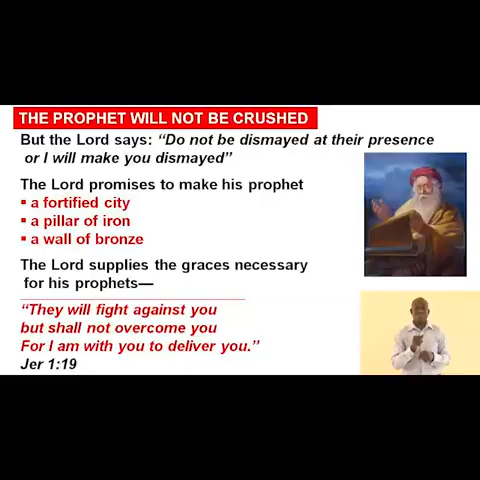 THE PROPHET WILL NOT BE CRUSHED
But the Lord says: “Do not be dismayed at their presence
or I will make you dismayed”
The Lord promises to make his prophet
▪ a fortified city
▪ a pillar of iron
▪ a wall of bronze
The Lord supplies the graces necessary
for his prophets—
“They will fight against you
but shall not overcome you
For I am with you to deliver you.”
Jer 1:19